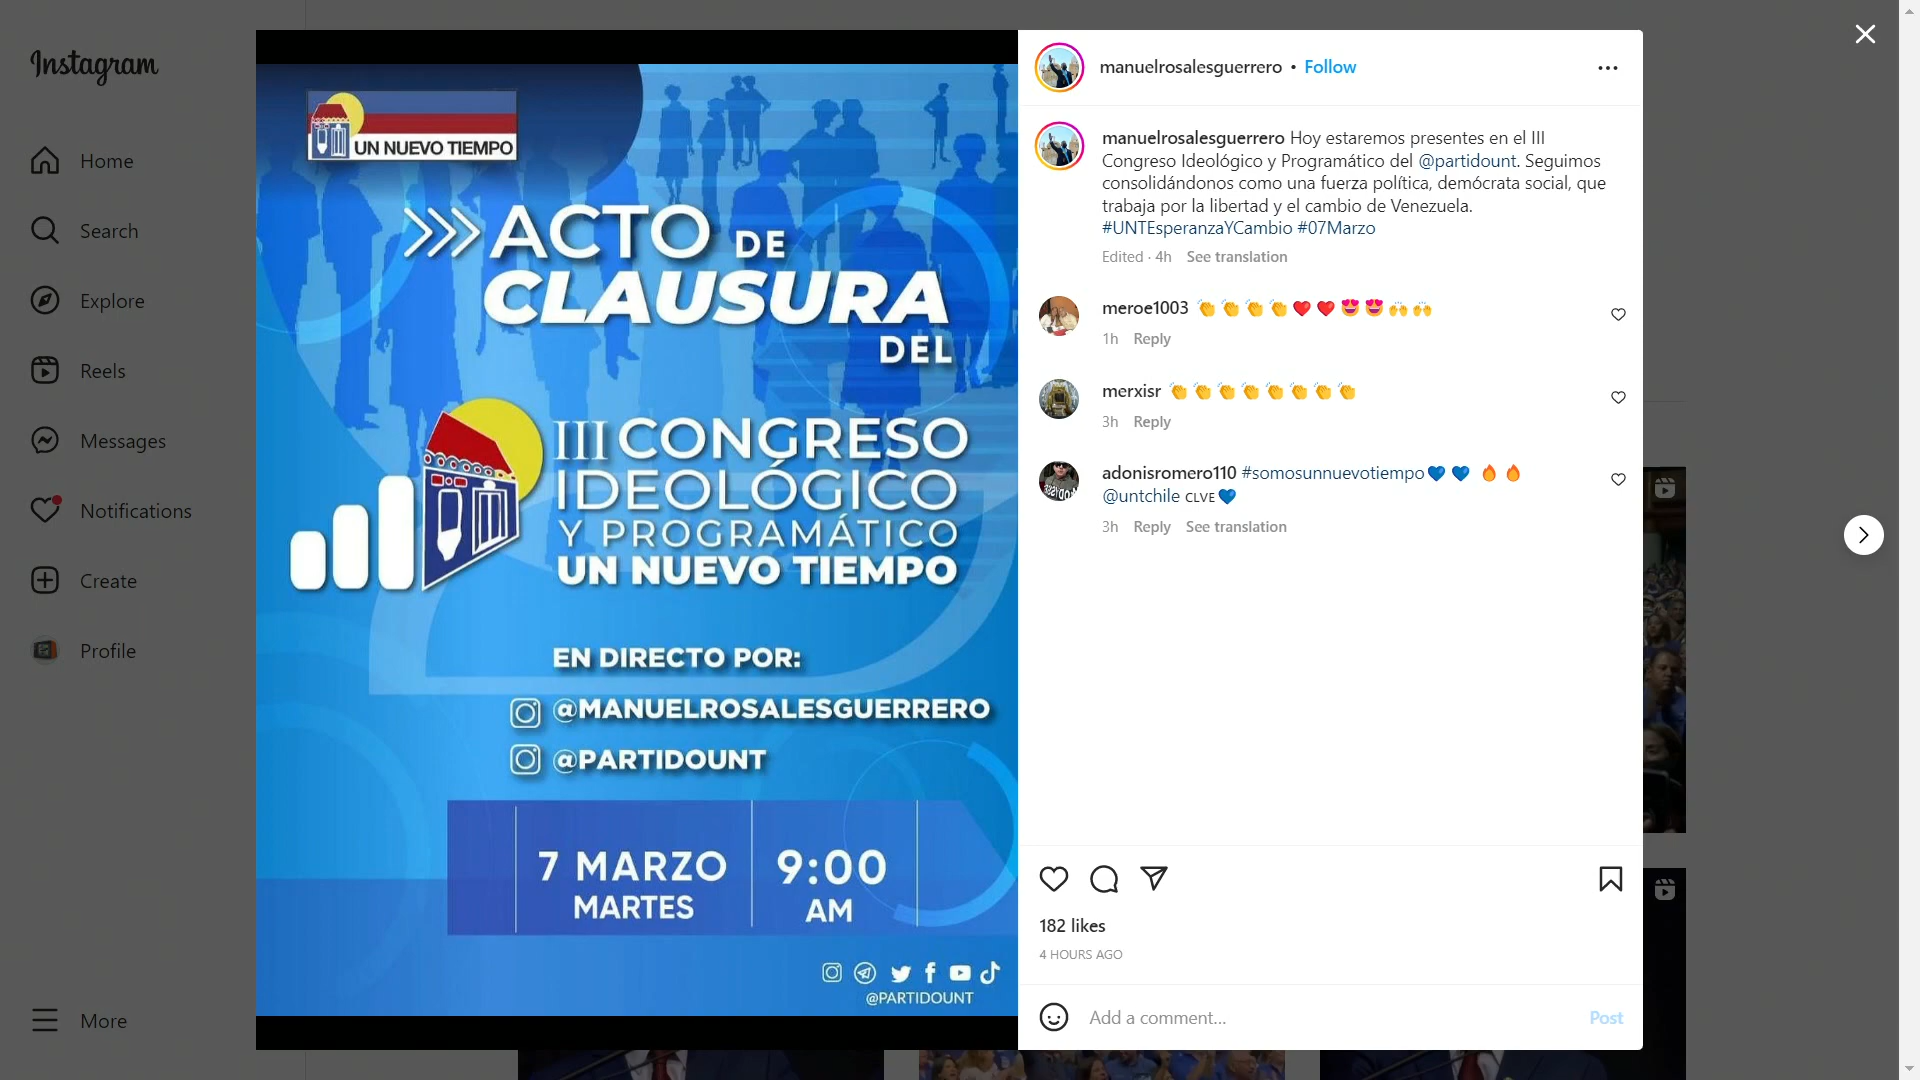 Instagram
Home
Search
Explore
Reels
Messages
Notifications
Create
Profile
More
UN NUEVO TIEMPO
ACTO DE
CLAUSURA
DEL
III CONGRESO
IDEOLÓGICO
Y PROGRAMÁTICO
UN NUEVO TIEMPO
EN DIRECTO POR:
@MANUELROSALESGUERRERO
@PARTIDOUNT
7 MARZO
MARTES
9:00
AM
@PARTIDOUNT
manuelrosalesguerrero • Follow
manuelrosalesguerrero Hoy estaremos presentes en el III
Congreso Ideológico y Programático del @partidount. Seguimos
consolidándonos como una fuerza política, demócrata social, que
trabaja por la libertad y el cambio de Venezuela.
#UNTEsperanzaYCambio #07Marzo
Edited · 4h See translation
meroe1003 👏👏👏👏❤️❤️😍😍🙌🙌
1h Reply
merxisr 👏👏👏👏👏👏👏👏
3h Reply
adonisromero110 #somosunnuevotiempo💙💙 🔥🔥
@untchile ᴄʟᴠᴇ💙
3h Reply See translation
182 likes
4 HOURS AGO
Add a comment...
Post